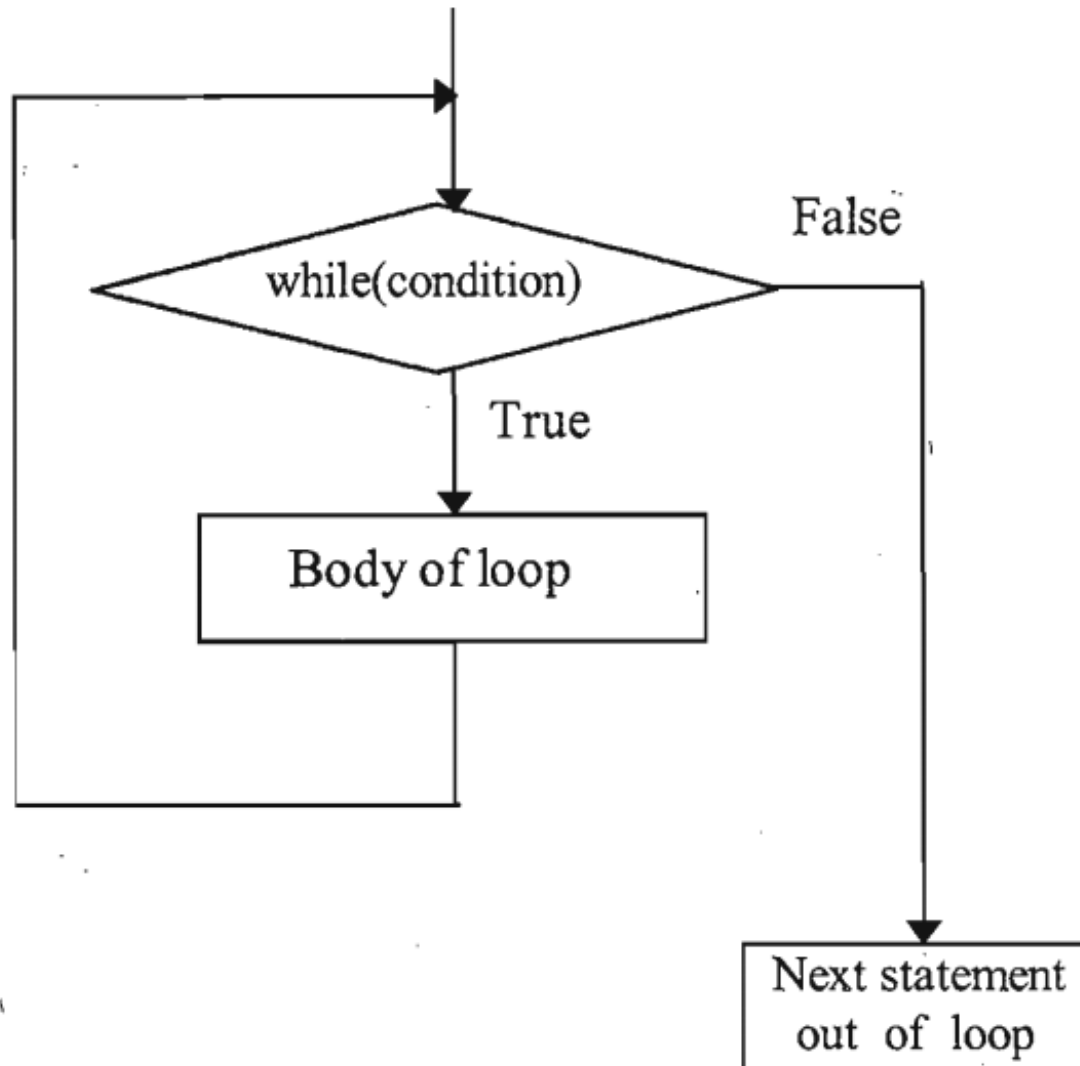 while(condition)
False
True
Body of loop
Next statement
out of loop